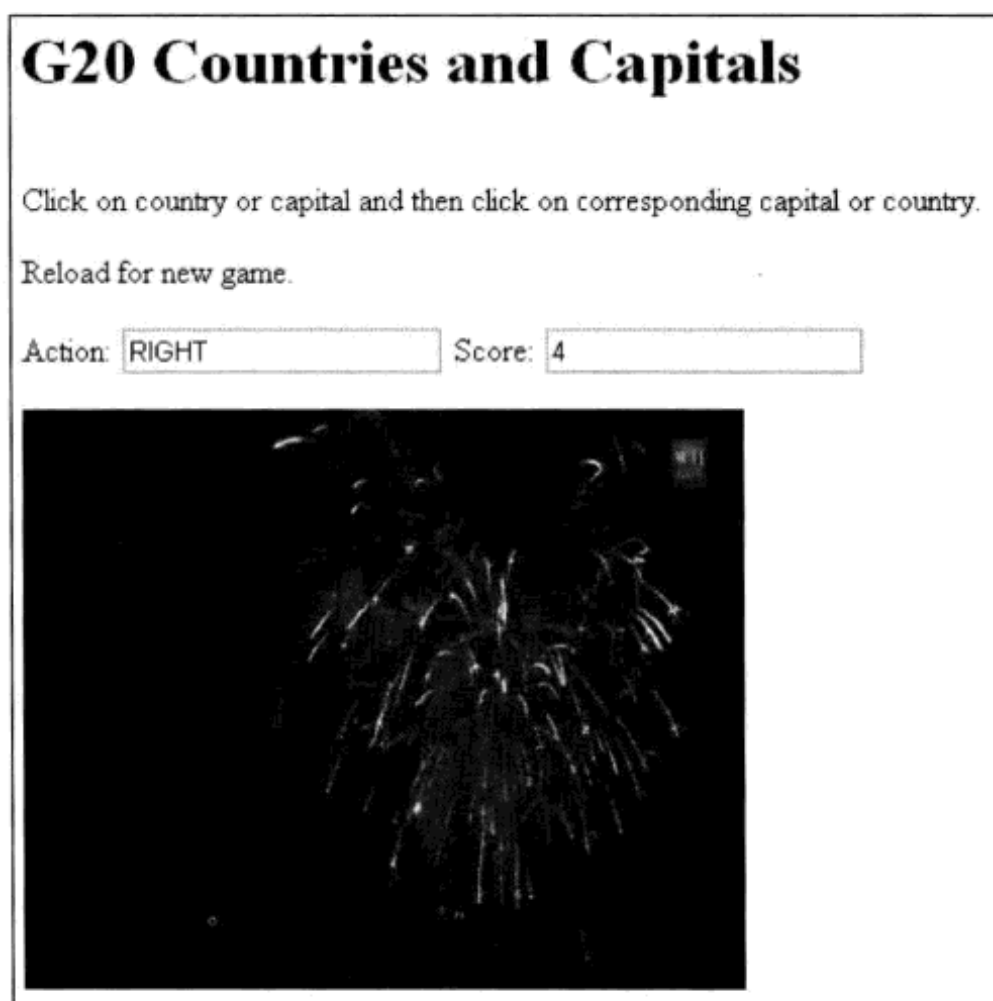 G20 Countries and Capitals
Click on country or capital and then click on corresponding capital or country.
Reload for new game.
Action: RIGHT Score: 4